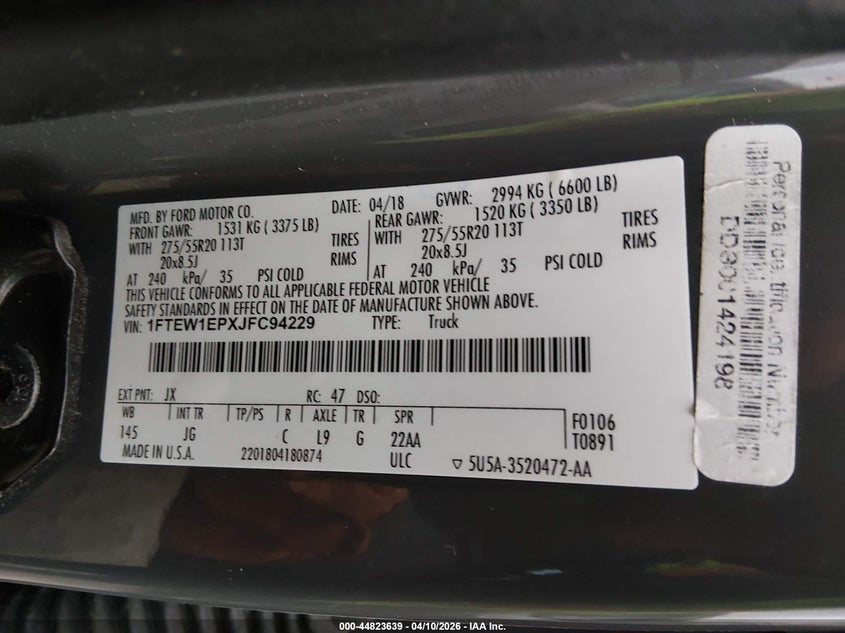 MFD. BY FORD MOTOR CO. DATE: 04/18 GVWR: 2994 KG ( 6600 LB)
FRONT GAWR: 1531 KG ( 3375 LB) REAR GAWR: 1520 KG ( 3350 LB)
WITH 275/55R20 113T TIRES WITH 275/55R20 113T TIRES
20x8.5J RIMS 20x8.5J RIMS
AT 240 kPa/ 35 PSI COLD AT 240 kPa/ 35 PSI COLD
THIS VEHICLE CONFORMS TO ALL APPLICABLE FEDERAL MOTOR VEHICLE
SAFETY STANDARDS IN EFFECT ON THE DATE OF MANUFACTURE SHOWN ABOVE.
VIN: 1FTEW1EPXJFC94229 TYPE: Truck
EXT PNT: JX RC: 47 DSO:
WB INT TR TP/PS R AXLE TR SPR F0106
145 JG C L9 G 22AA T0891
MADE IN U.S.A. 2201804180874 ULC ▽ 5U5A-3520472-AA
000-44823639 - 04/10/2026 - IAA Inc.